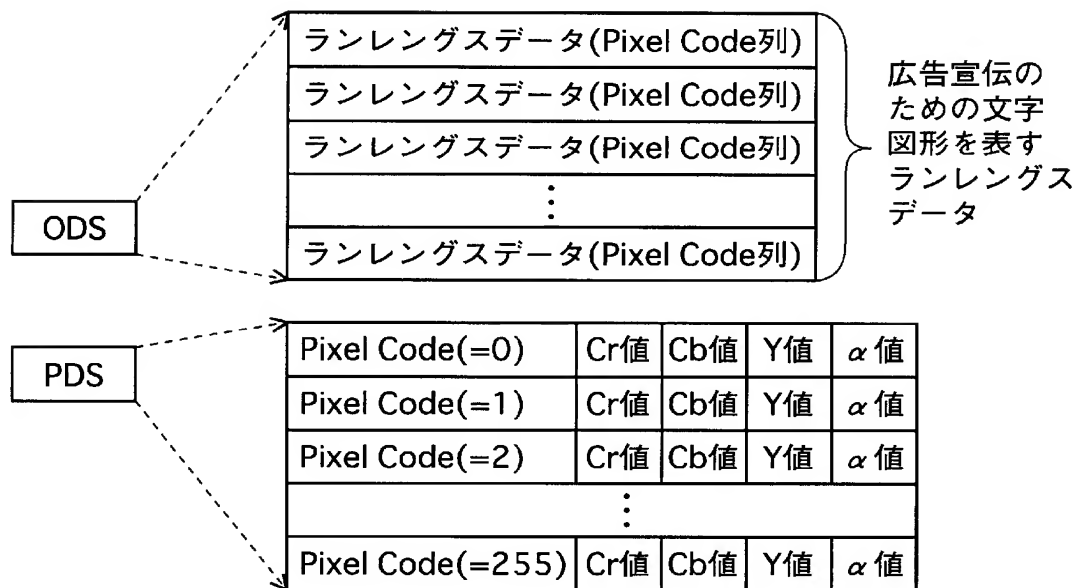 ランレングスデータ(Pixel Code列)
ランレングスデータ(Pixel Code列)
ランレングスデータ(Pixel Code列)
⋮
ランレングスデータ(Pixel Code列)
広告宣伝の
ための文字
図形を表す
ランレングス
データ
ODS
PDS
Pixel Code(=0) Cr値 Cb値 Y値 α値
Pixel Code(=1) Cr値 Cb値 Y値 α値
Pixel Code(=2) Cr値 Cb値 Y値 α値
⋮
Pixel Code(=255) Cr値 Cb値 Y値 α値